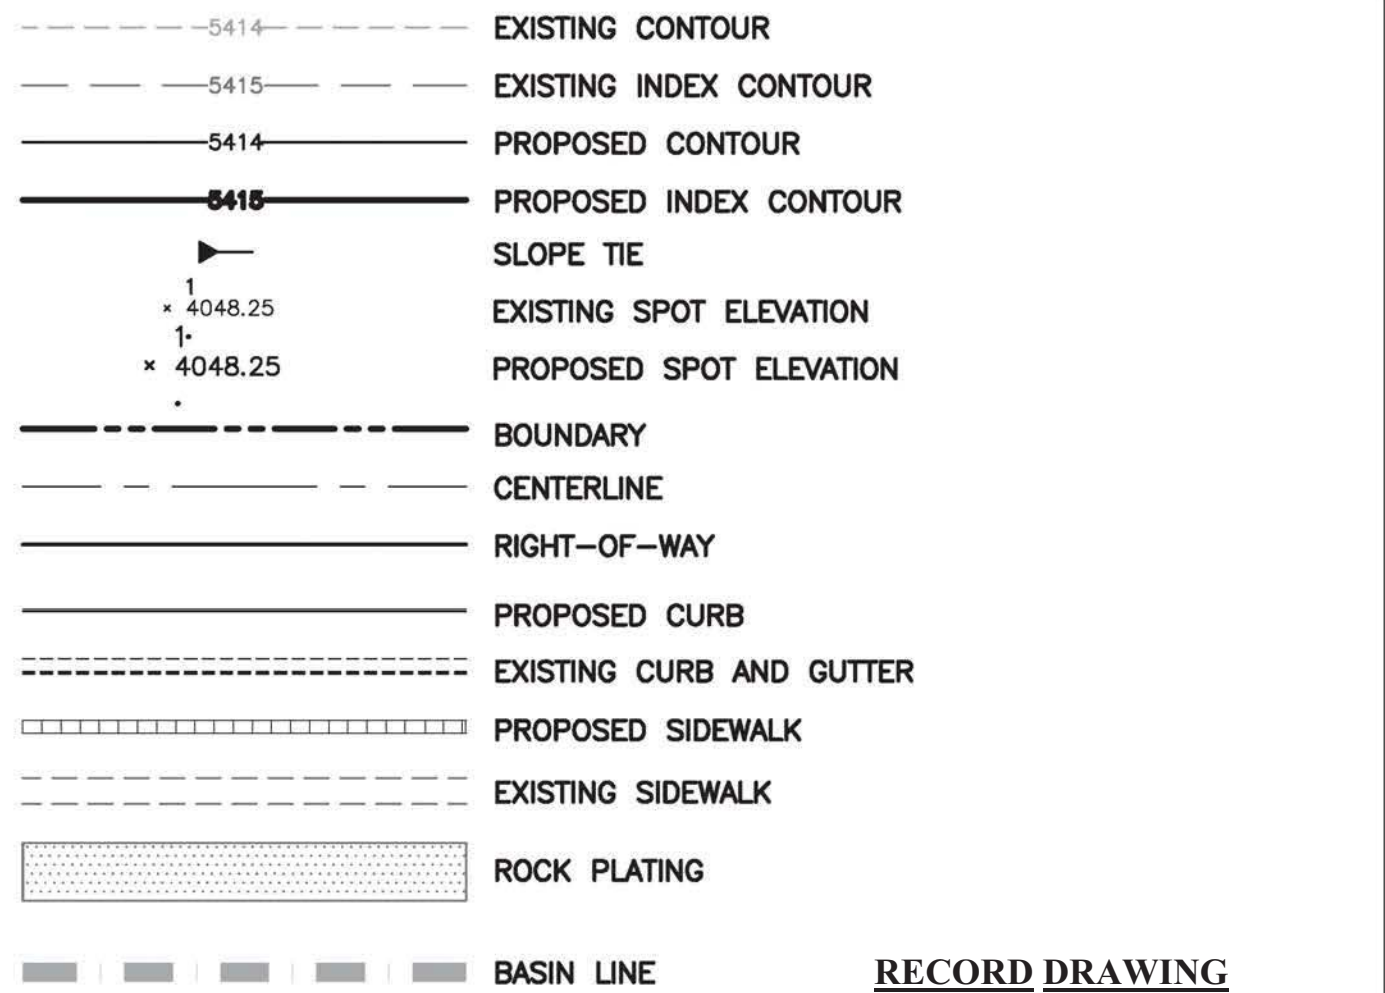 5414 EXISTING CONTOUR
5415 EXISTING INDEX CONTOUR
5414 PROPOSED CONTOUR
5415 PROPOSED INDEX CONTOUR
SLOPE TIE
1
× 4048.25 EXISTING SPOT ELEVATION
1
× 4048.25 PROPOSED SPOT ELEVATION
BOUNDARY
CENTERLINE
RIGHT-OF-WAY
PROPOSED CURB
EXISTING CURB AND GUTTER
PROPOSED SIDEWALK
EXISTING SIDEWALK
ROCK PLATING
BASIN LINE RECORD DRAWING